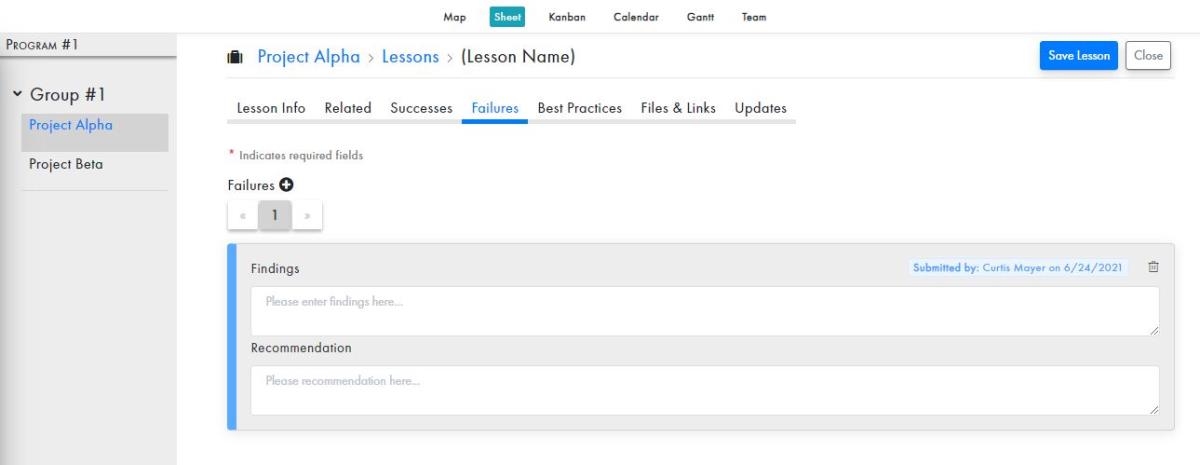 Map Sheet Kanban Calendar Gantt Team
PROGRAM #1
Group #1
Project Alpha
Project Beta
Project Alpha > Lessons > (Lesson Name)
Save Lesson Close
Lesson Info Related Successes Failures Best Practices Files & Links Updates
* Indicates required fields
Failures
« 1 »
Findings
Submitted by: Curtis Mayer on 6/24/2021
Please enter findings here...
Recommendation
Please recommendation here...